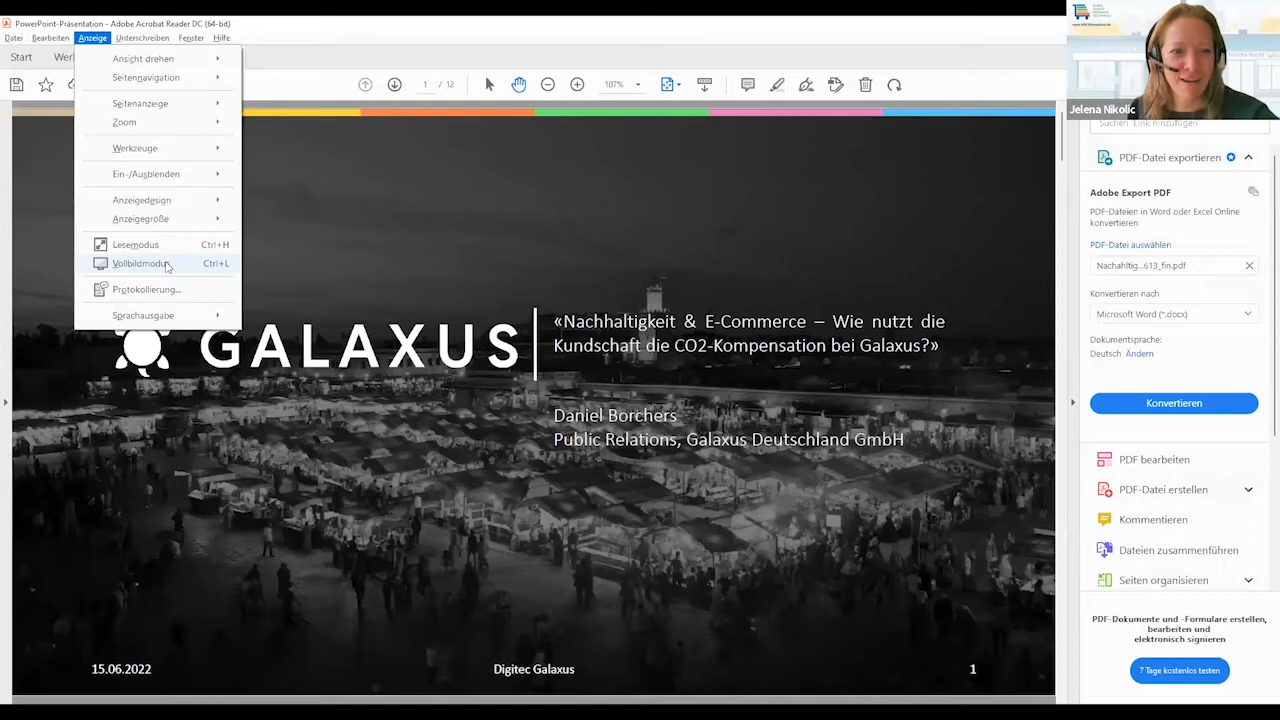 PowerPoint-Präsentation - Adobe Acrobat Reader DC (64-bit)
Datei Bearbeiten Anzeige Unterschreiben Fenster Hilfe
Start
1 / 12
107%
Ansicht drehen
Seitennavigation
Seitenanzeige
Zoom
Werkzeuge
Ein-/Ausblenden
Anzeigedesign
Anzeigegröße
Lesemodus Ctrl+H
Vollbildmodus Ctrl+L
Protokollierung...
Sprachausgabe
GALAXUS
«Nachhaltigkeit & E-Commerce – Wie nutzt die
Kundschaft die CO2-Kompensation bei Galaxus?»
Daniel Borchers
Public Relations, Galaxus Deutschland GmbH
15.06.2022
Digitec Galaxus
1
Jelena Nikolic
PDF-Datei exportieren
Adobe Export PDF
PDF-Dateien in Word oder Excel Online
konvertieren
PDF-Datei auswählen
Nachahltig...613_fin.pdf
Konvertieren nach
Microsoft Word (*.docx)
Dokumentsprache:
Deutsch Ändern
Konvertieren
PDF bearbeiten
PDF-Datei erstellen
Kommentieren
Dateien zusammenführen
Seiten organisieren
PDF-Dokumente und -Formulare erstellen,
bearbeiten und
elektronisch signieren
7 Tage kostenlos testen